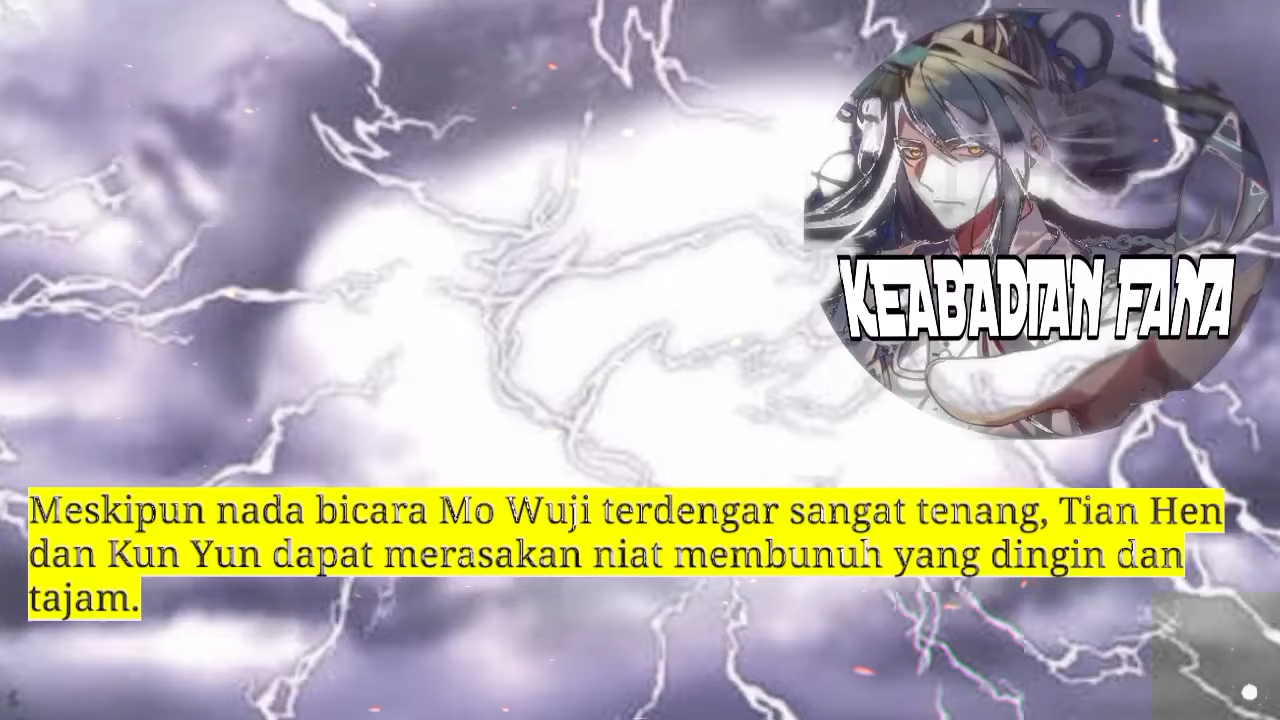 KEABADIAN FANA
Meskipun nada bicara Mo Wuji terdengar sangat tenang, Tian Hen
dan Kun Yun dapat merasakan niat membunuh yang dingin dan
tajam.